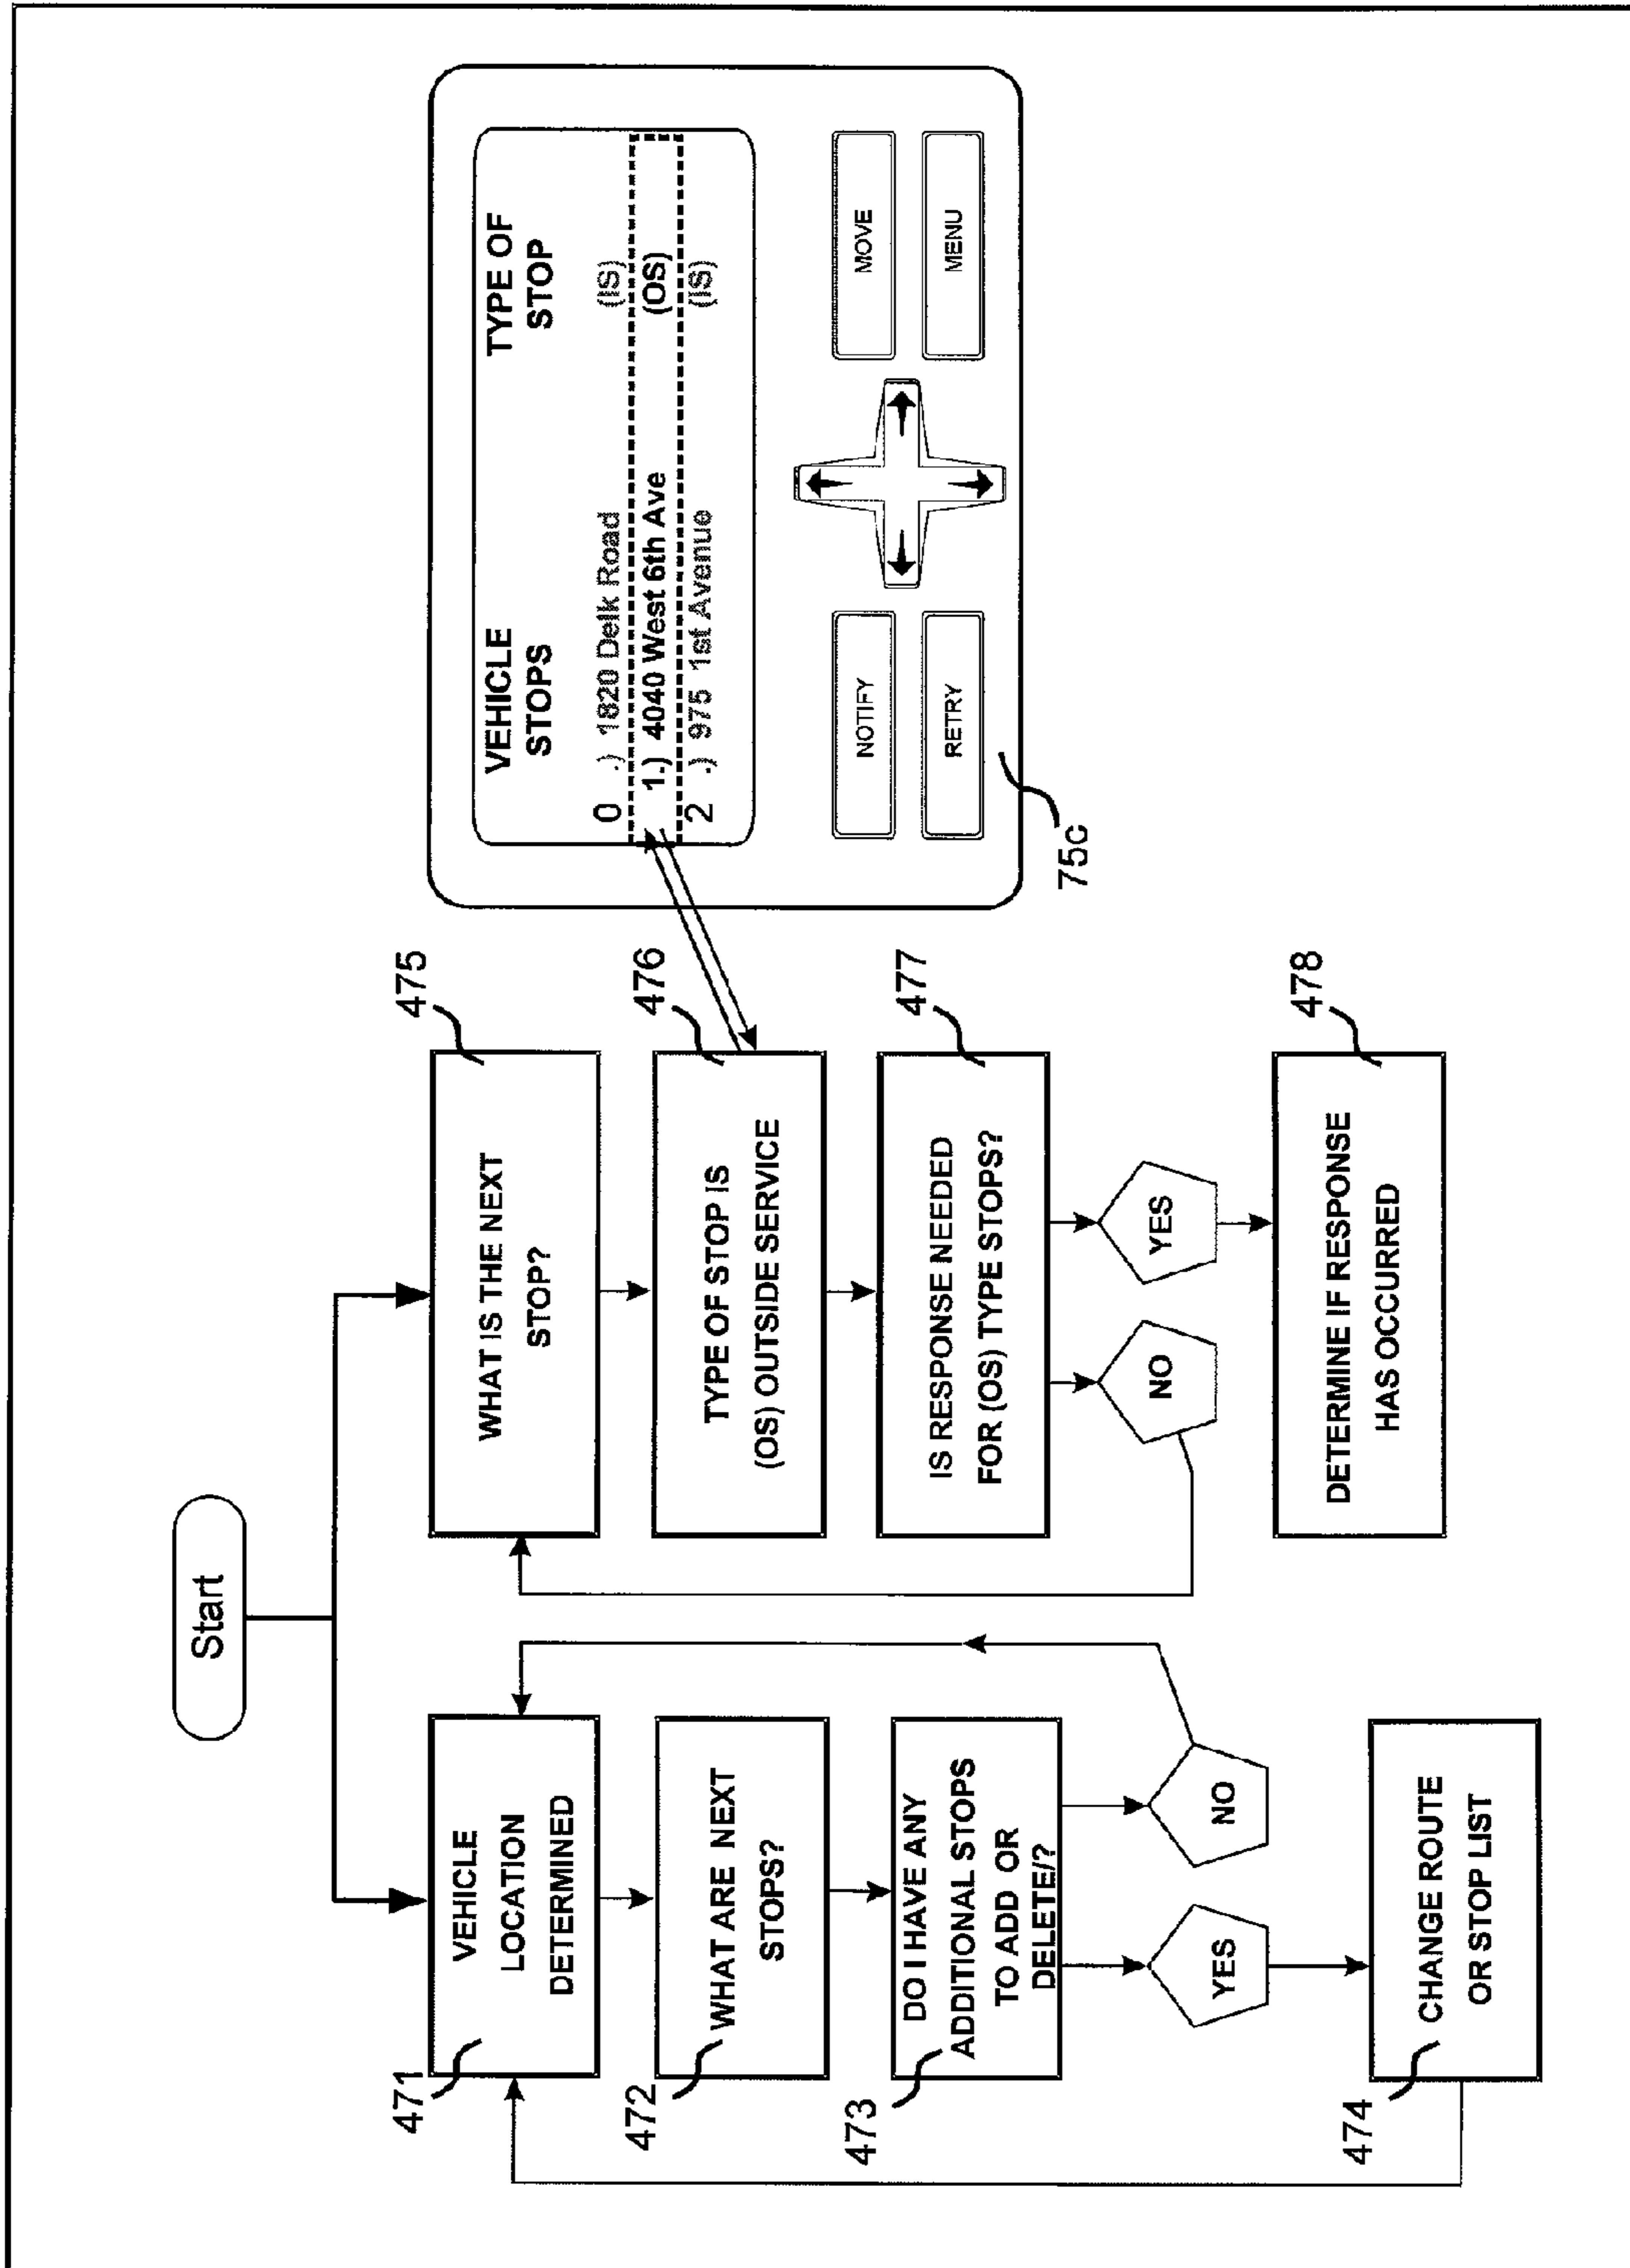 Start
471
VEHICLE
LOCATION
DETERMINED
472
WHAT ARE NEXT
STOPS?
473
DO I HAVE ANY
ADDITIONAL STOPS
TO ADD OR
DELETE/?
YES
NO
474
CHANGE ROUTE
OR STOP LIST
475
WHAT IS THE NEXT
STOP?
476
TYPE OF STOP IS
(OS) OUTSIDE SERVICE
477
IS RESPONSE NEEDED
FOR (OS) TYPE STOPS?
NO
YES
478
DETERMINE IF RESPONSE
HAS OCCURRED
VEHICLE
STOPS
TYPE OF
STOP
0 .) 1820 Delk Road (IS)
1.) 4040 West 6th Ave (OS)
2 .) 975 1st Avenue (IS)
NOTIFY
MOVE
RETRY
MENU
75c